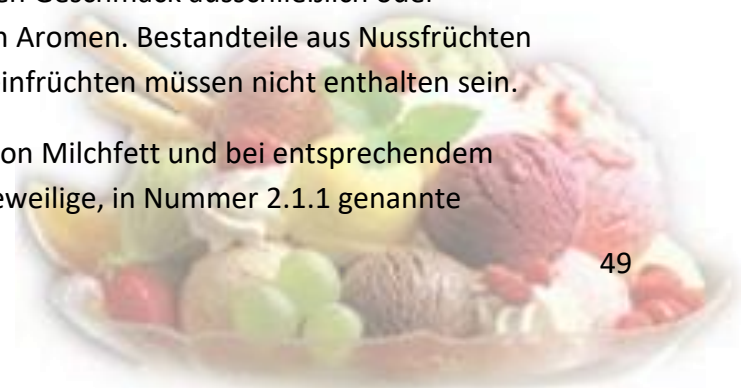 en Geschmack ausschließlich oder
n Aromen. Bestandteile aus Nussfrüchten
infrüchten müssen nicht enthalten sein.
on Milchfett und bei entsprechendem
eweilige, in Nummer 2.1.1 genannte
49